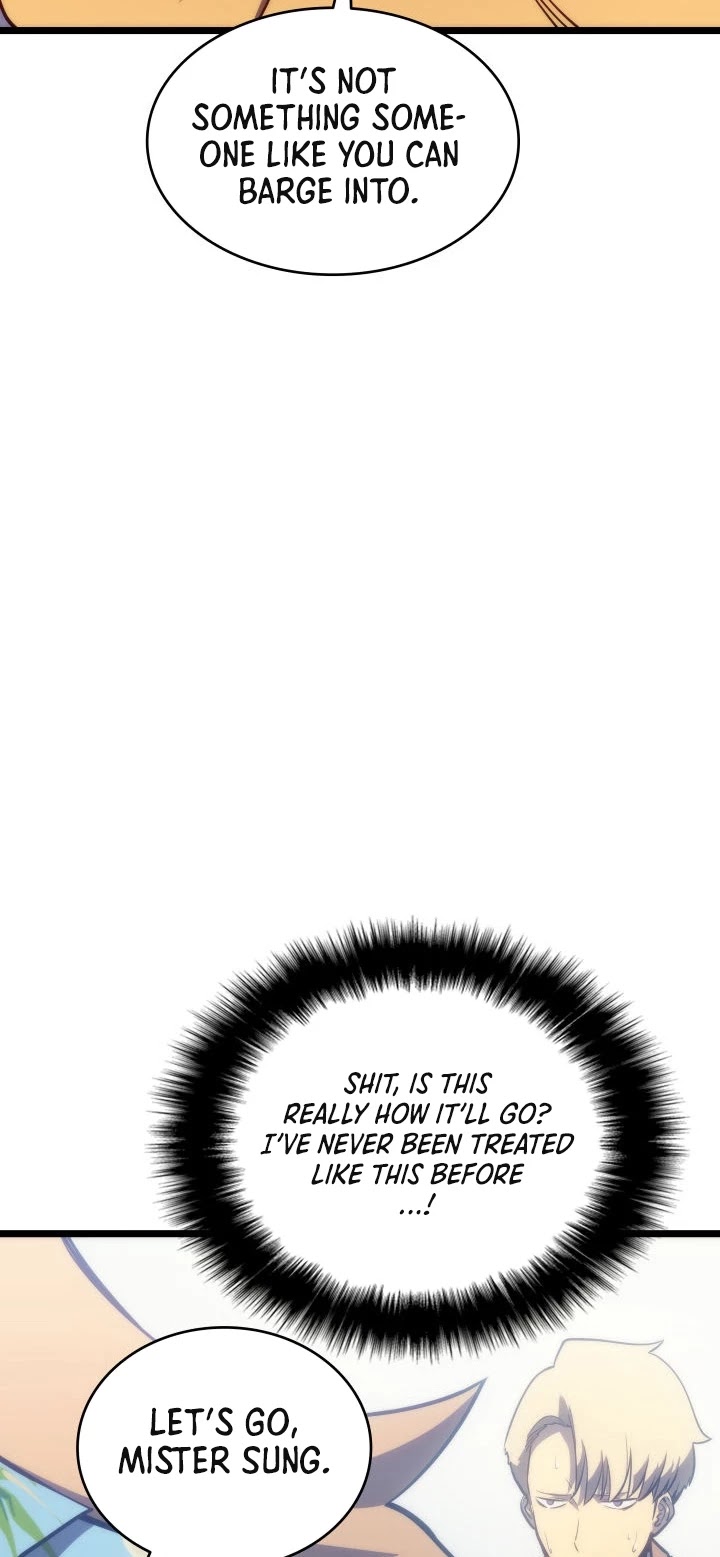 IT'S NOT
SOMETHING SOME-
ONE LIKE YOU CAN
BARGE INTO.
SHIT, IS THIS
REALLY HOW IT'LL GO?
I'VE NEVER BEEN TREATED
LIKE THIS BEFORE
...!
LET'S GO,
MISTER SUNG.